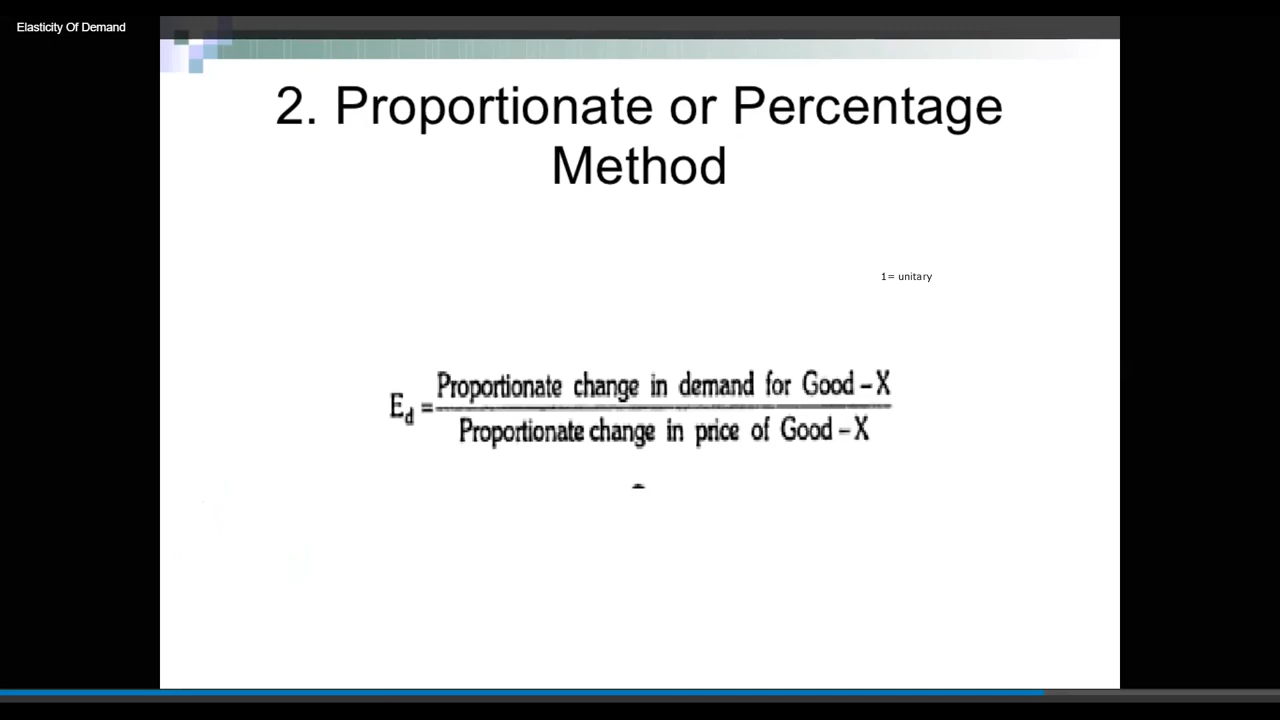 Elasticity Of Demand
2. Proportionate or Percentage
Method
1= unitary
Proportionate change in demand for Good – X
E_d =
Proportionate change in price of Good – X